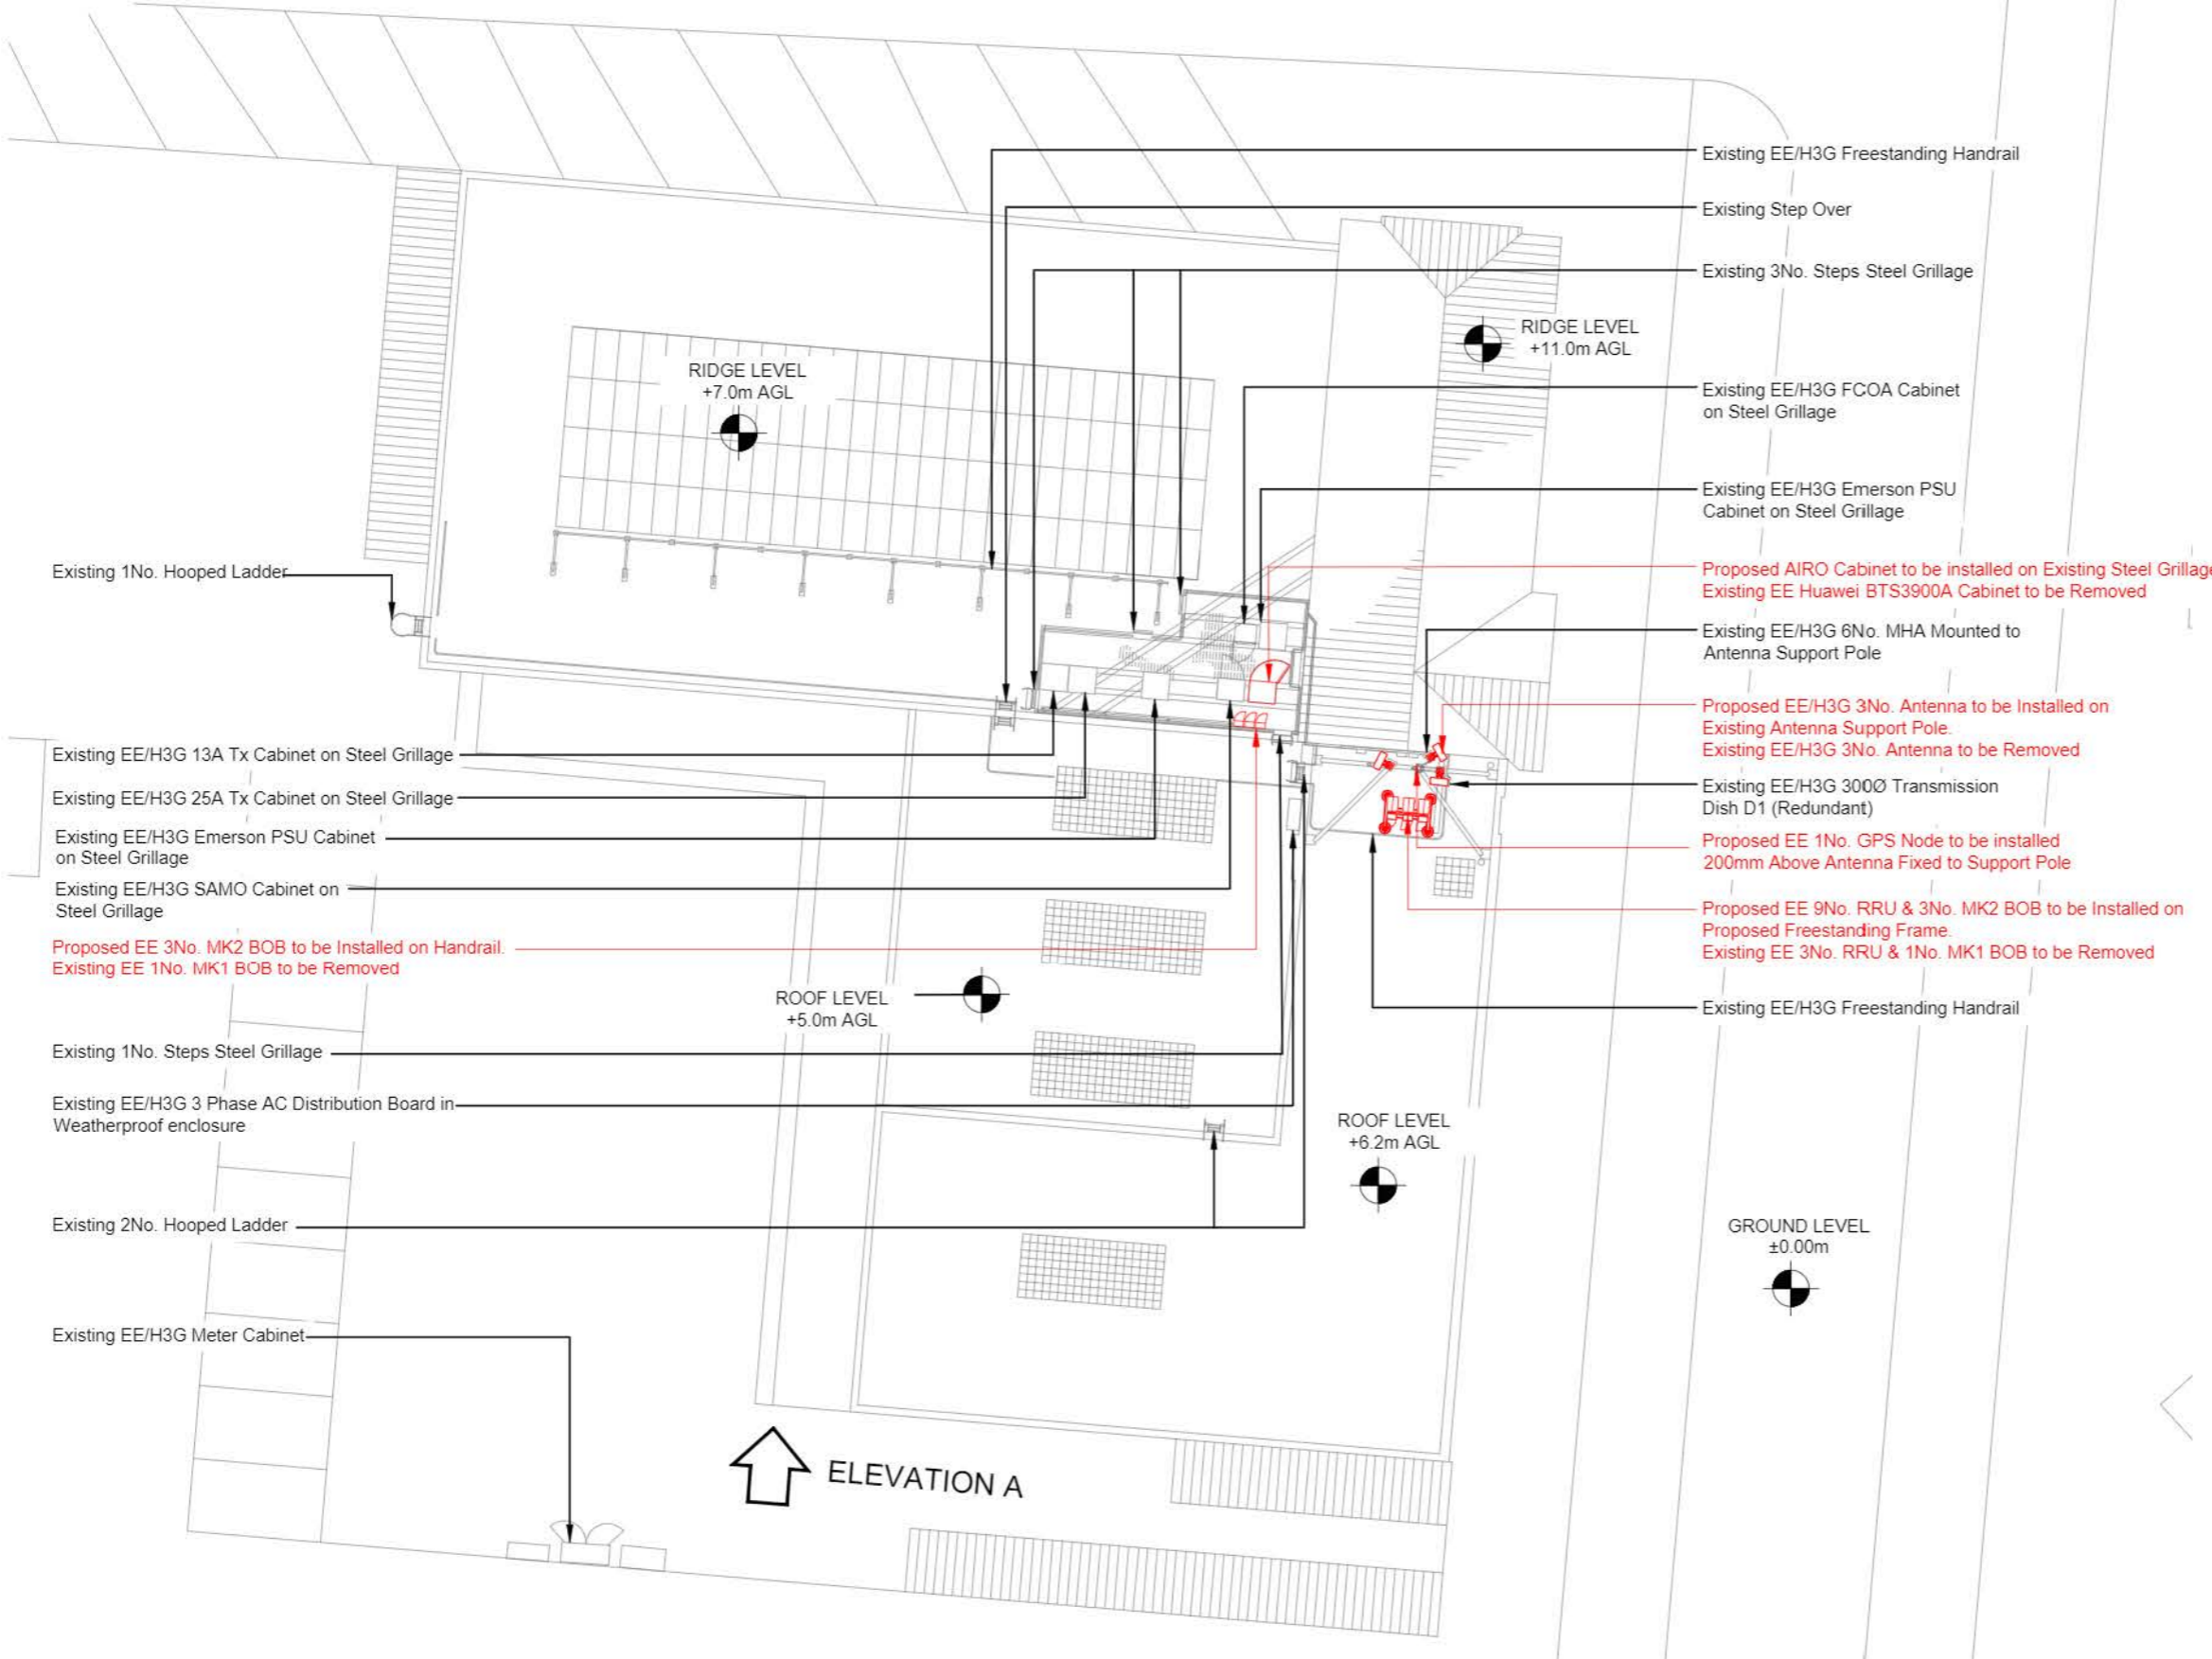 Existing EE/H3G Freestanding Handrail
Existing Step Over
Existing 3No. Steps Steel Grillage
RIDGE LEVEL
+11.0m AGL
RIDGE LEVEL
+7.0m AGL
Existing EE/H3G FCOA Cabinet
on Steel Grillage
Existing EE/H3G Emerson PSU
Cabinet on Steel Grillage
Proposed AIRO Cabinet to be installed on Existing Steel Grillage
Existing EE Huawei BTS3900A Cabinet to be Removed
Existing EE/H3G 6No. MHA Mounted to
Antenna Support Pole
Proposed EE/H3G 3No. Antenna to be Installed on
Existing Antenna Support Pole.
Existing EE/H3G 3No. Antenna to be Removed
Existing EE/H3G 300Ø Transmission
Dish D1 (Redundant)
Proposed EE 1No. GPS Node to be installed
200mm Above Antenna Fixed to Support Pole
Proposed EE 9No. RRU & 3No. MK2 BOB to be Installed on
Proposed Freestanding Frame.
Existing EE 3No. RRU & 1No. MK1 BOB to be Removed
Existing EE/H3G Freestanding Handrail
Existing 1No. Hooped Ladder
Existing EE/H3G 13A Tx Cabinet on Steel Grillage
Existing EE/H3G 25A Tx Cabinet on Steel Grillage
Existing EE/H3G Emerson PSU Cabinet
on Steel Grillage
Existing EE/H3G SAMO Cabinet on
Steel Grillage
Proposed EE 3No. MK2 BOB to be Installed on Handrail.
Existing EE 1No. MK1 BOB to be Removed
ROOF LEVEL
+5.0m AGL
Existing 1No. Steps Steel Grillage
Existing EE/H3G 3 Phase AC Distribution Board in
Weatherproof enclosure
ROOF LEVEL
+6.2m AGL
Existing 2No. Hooped Ladder
GROUND LEVEL
±0.00m
Existing EE/H3G Meter Cabinet
ELEVATION A